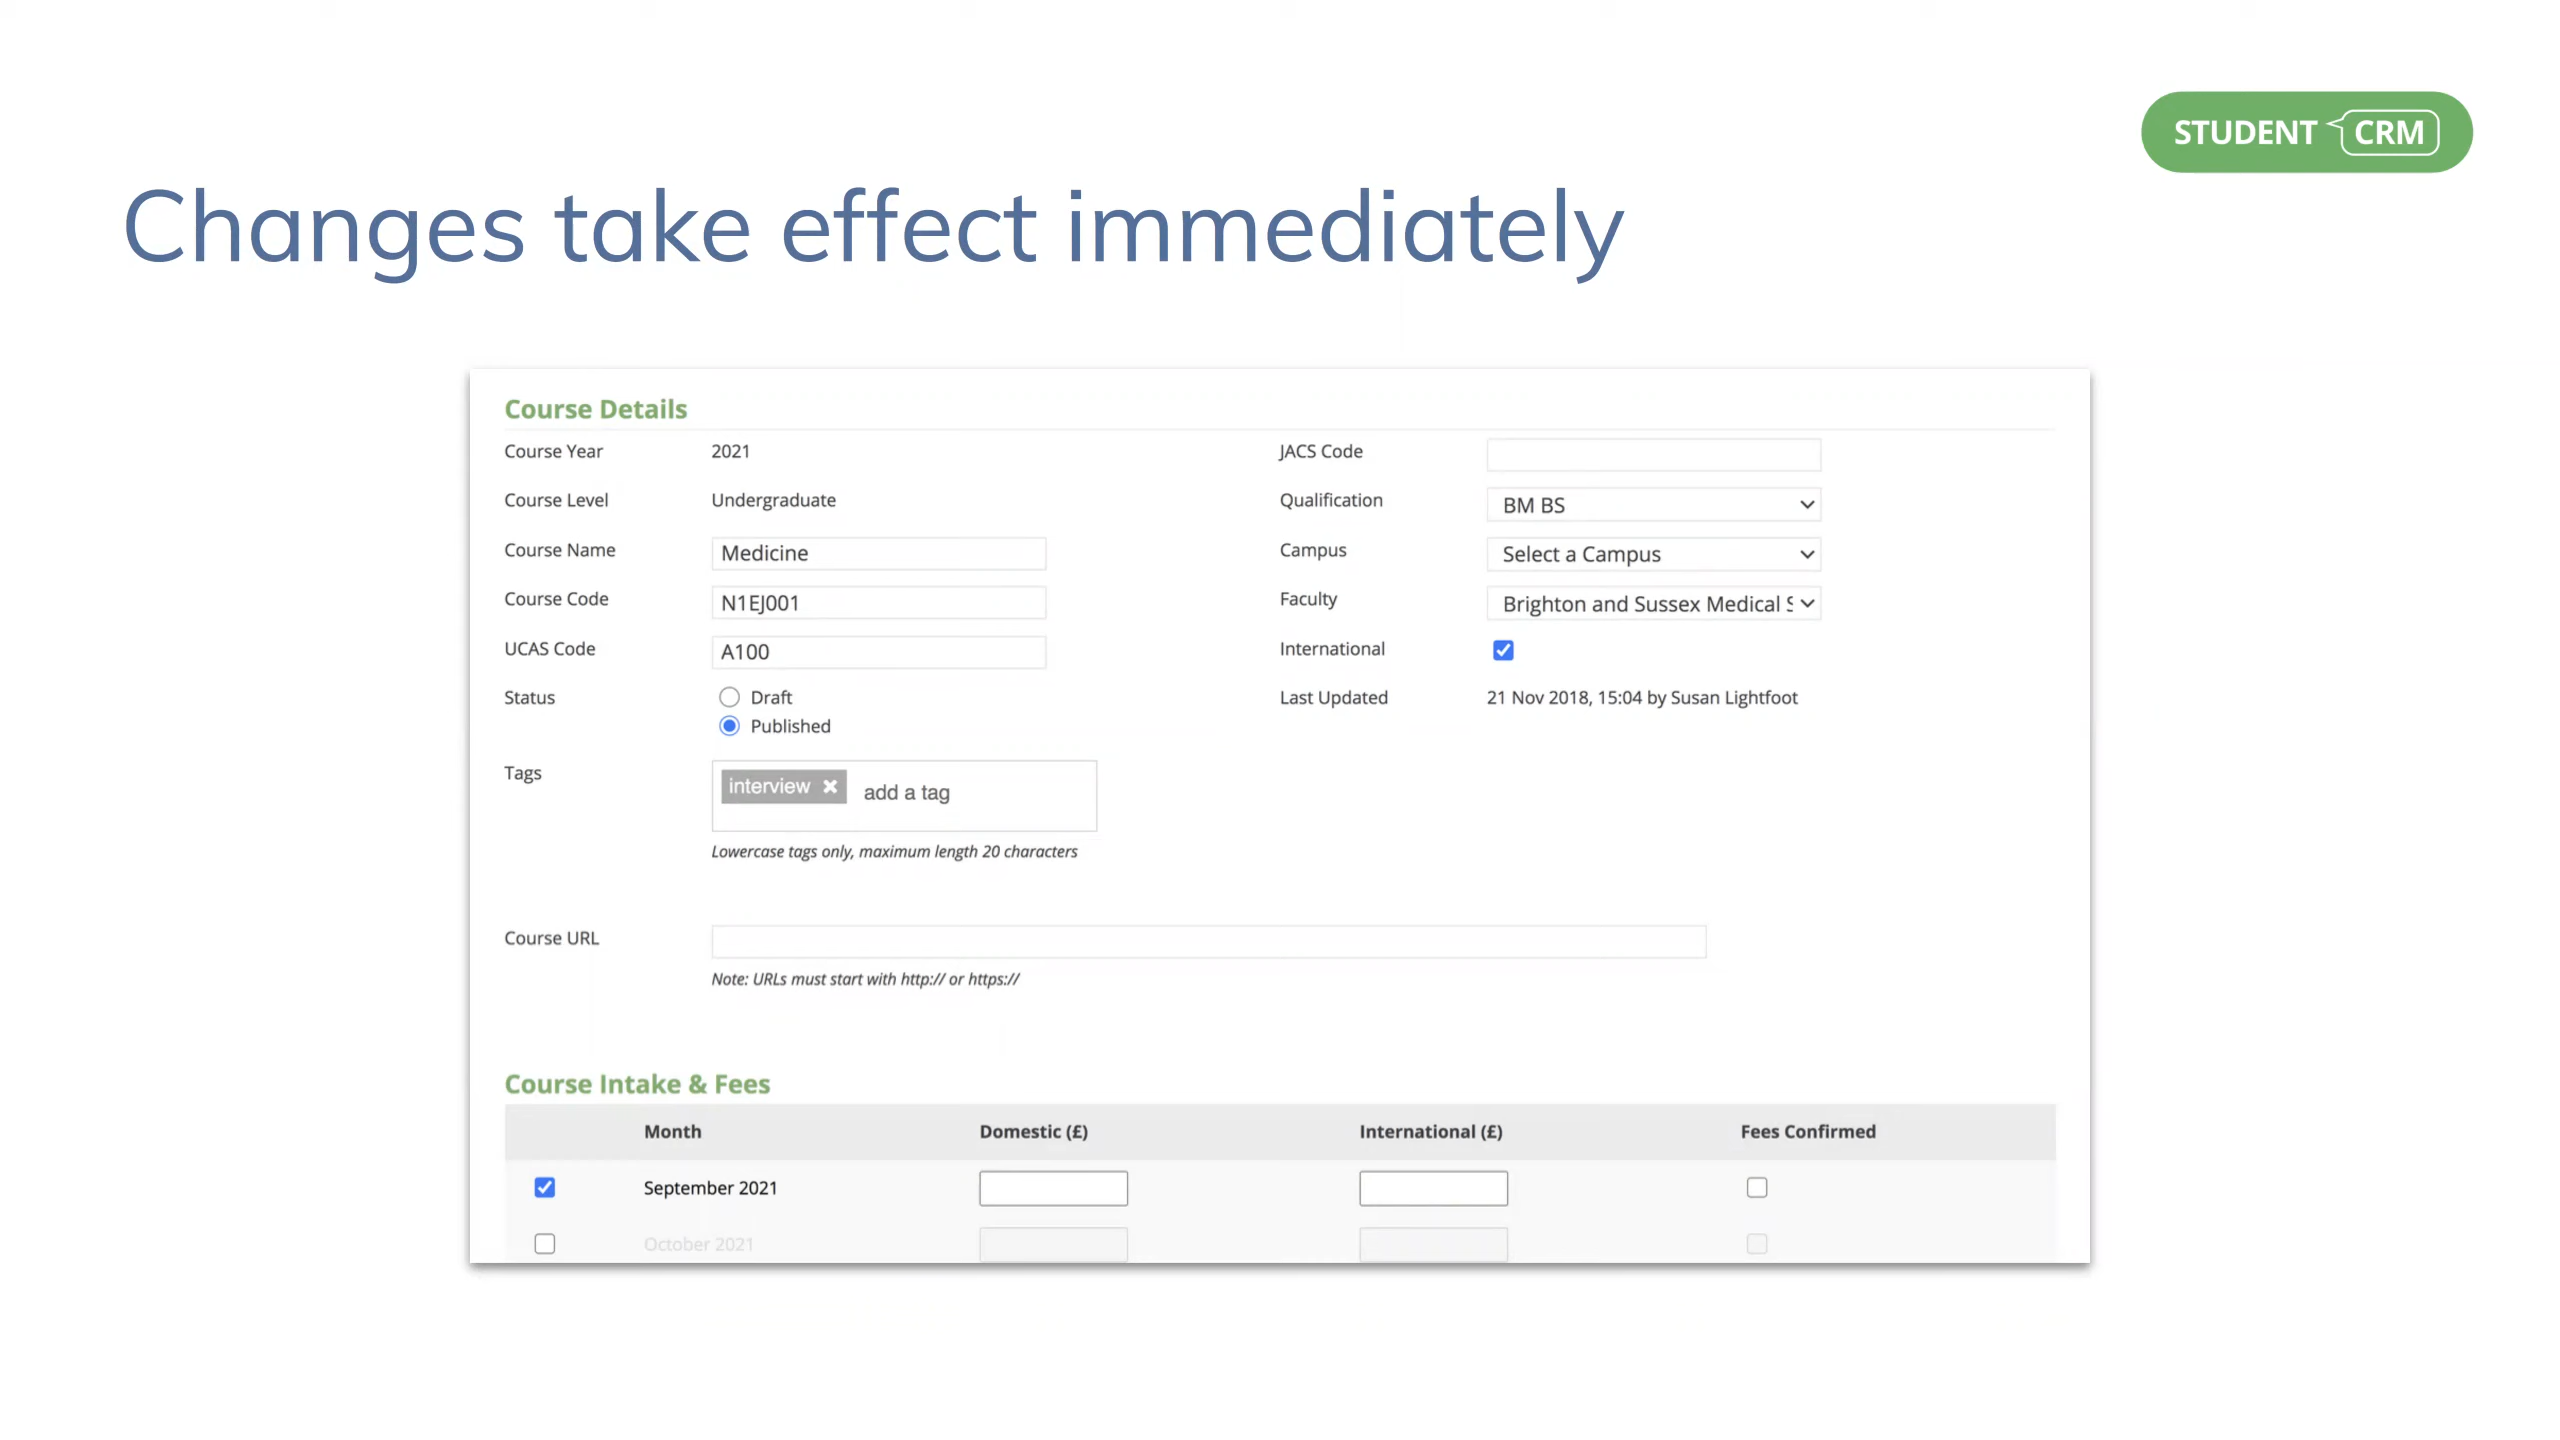 STUDENT CRM
Changes take effect immediately
Course Details
Course Year 2021 JACS Code
Course Level Undergraduate Qualification BM BS
Course Name Medicine Campus Select a Campus
Course Code N1EJ001 Faculty Brighton and Sussex Medical S
UCAS Code A100 International
Status Draft Last Updated 21 Nov 2018, 15:04 by Susan Lightfoot
Published
Tags interview add a tag
Lowercase tags only, maximum length 20 characters
Course URL
Note: URLs must start with http:// or https://
Course Intake & Fees
Month Domestic (£) International (£) Fees Confirmed
September 2021
October 2021